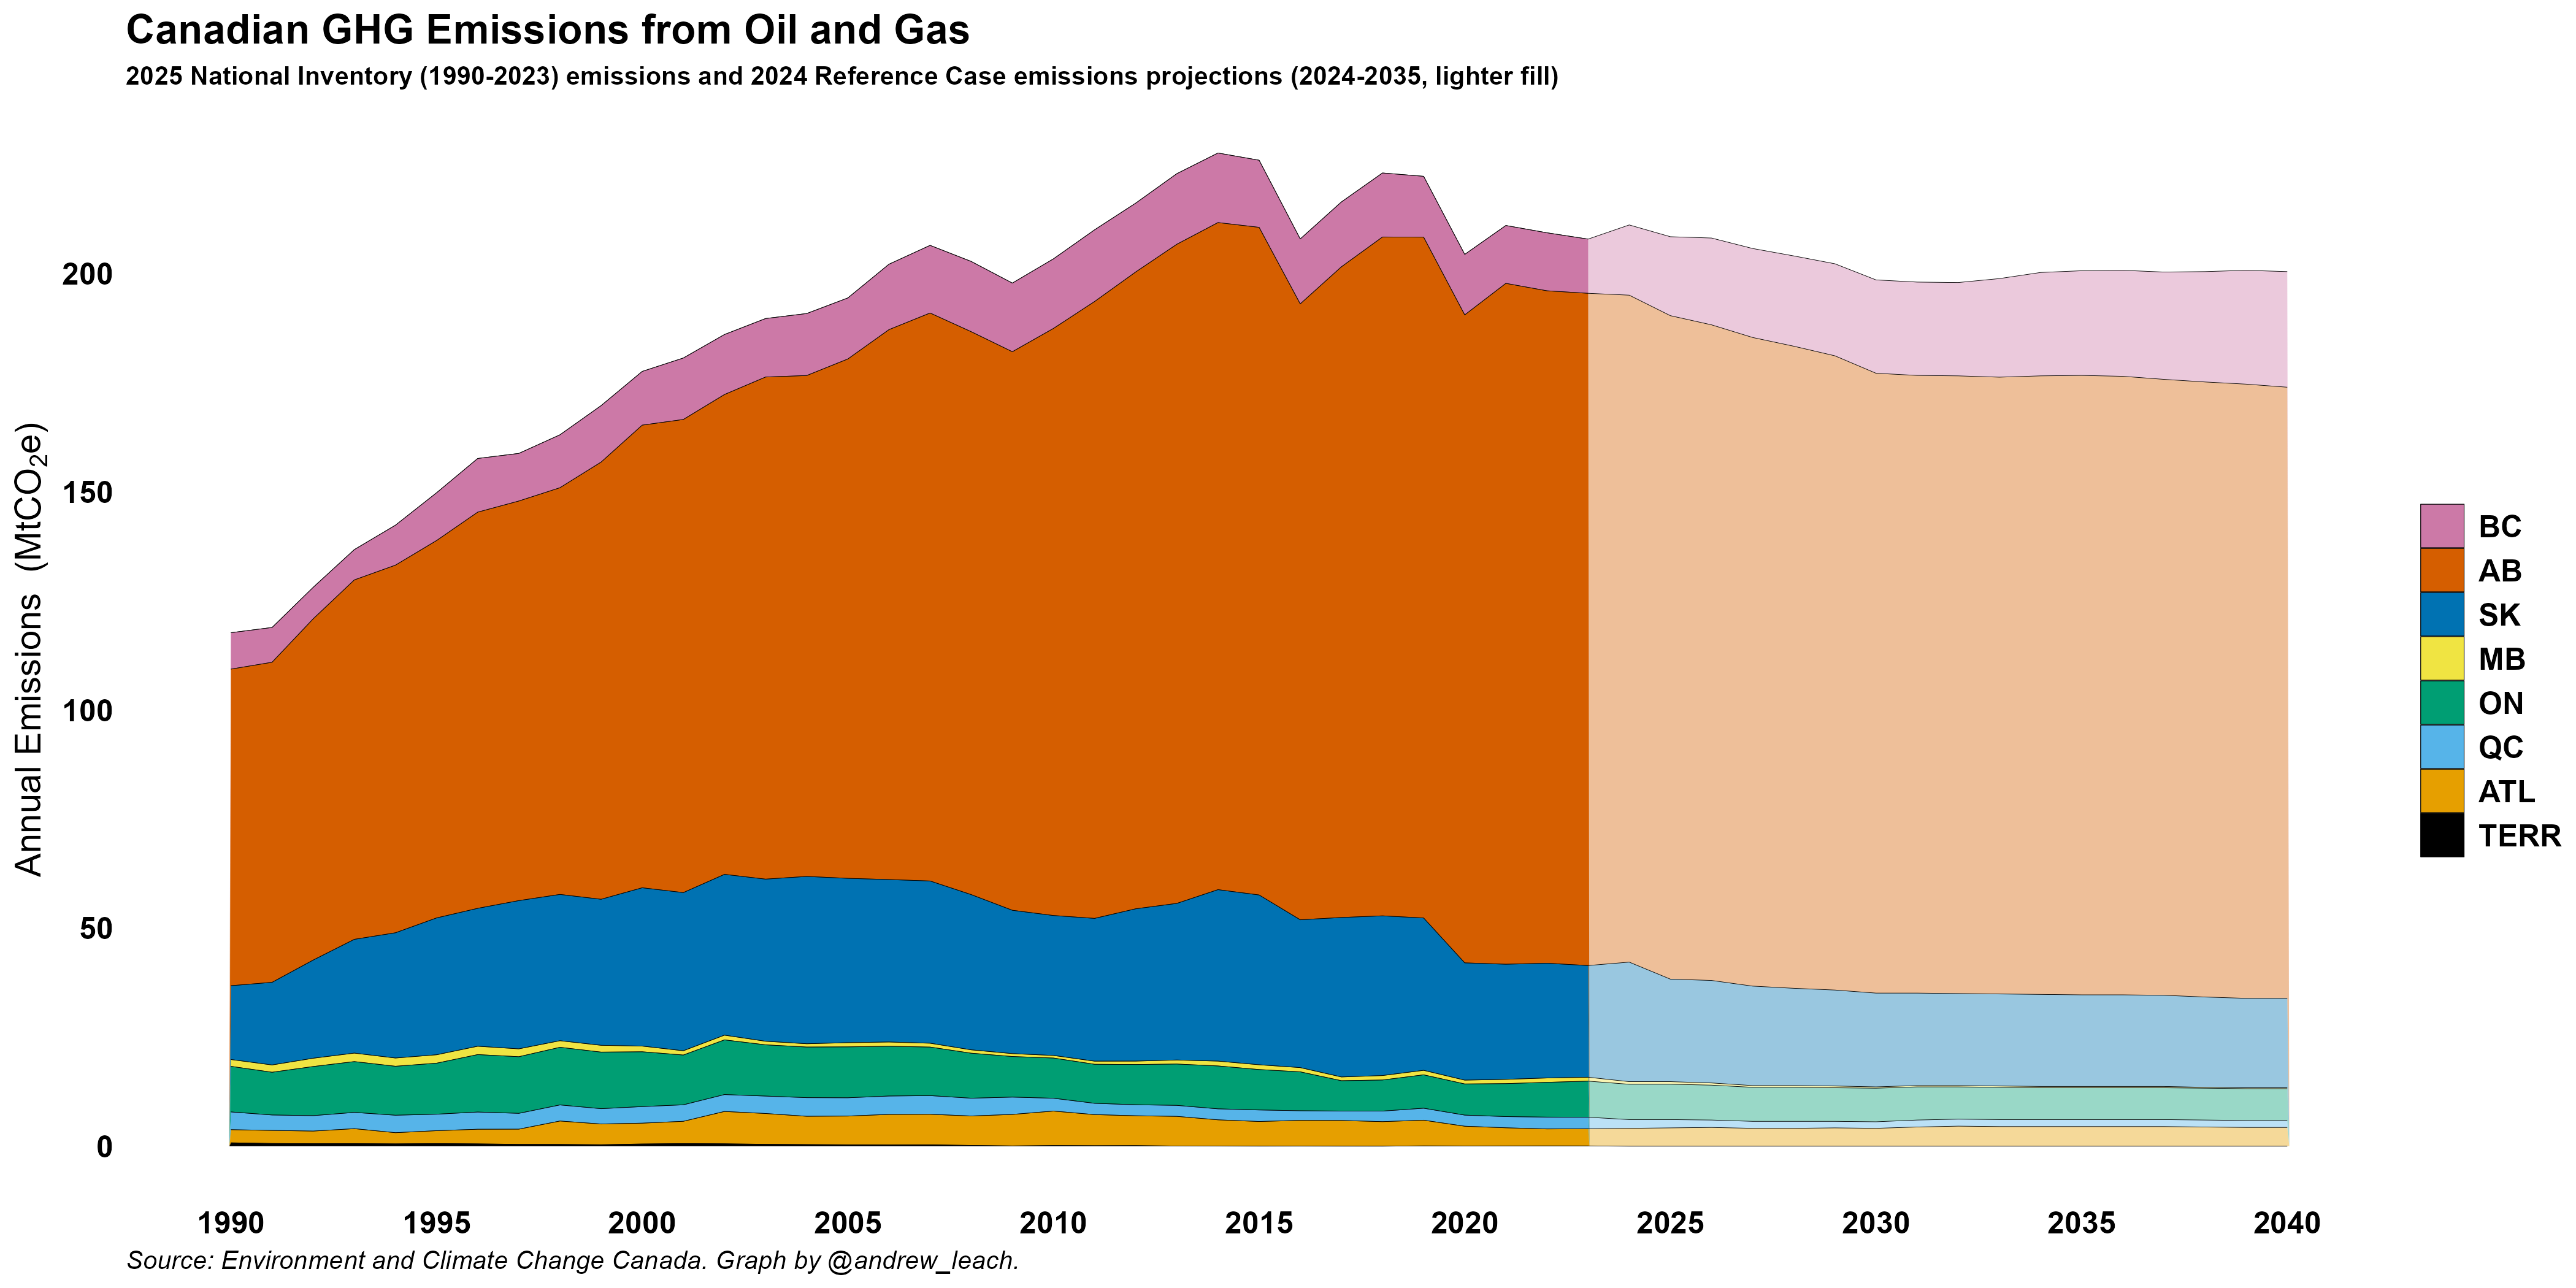 Canadian GHG Emissions from Oil and Gas
2025 National Inventory (1990-2023) emissions and 2024 Reference Case emissions projections (2024-2035, lighter fill)
Annual Emissions (MtCO₂e)
200
150
100
50
0
BC
AB
SK
MB
ON
QC
ATL
TERR
1990 1995 2000 2005 2010 2015 2020 2025 2030 2035 2040
Source: Environment and Climate Change Canada. Graph by @andrew_leach.